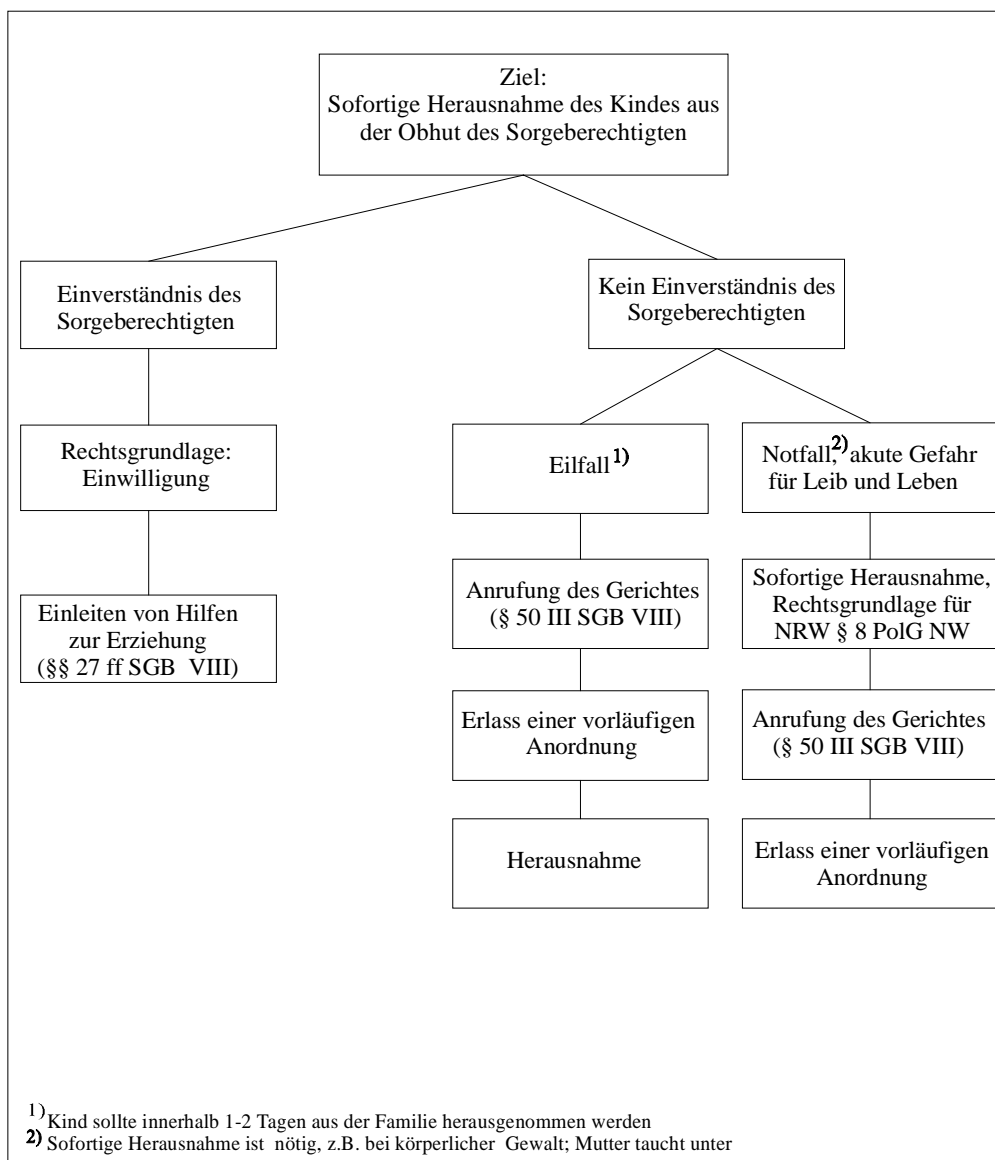 Ziel:
Sofortige Herausnahme des Kindes aus
der Obhut des Sorgeberechtigten
Einverständnis des
Sorgeberechtigten
Kein Einverständnis des
Sorgeberechtigten
Rechtsgrundlage:
Einwilligung
Eilfall 1)
Notfall, 2) akute Gefahr
für Leib und Leben
Einleiten von Hilfen
zur Erziehung
(§§ 27 ff SGB VIII)
Anrufung des Gerichtes
(§ 50 III SGB VIII)
Sofortige Herausnahme,
Rechtsgrundlage für
NRW § 8 PolG NW
Erlass einer vorläufigen
Anordnung
Anrufung des Gerichtes
(§ 50 III SGB VIII)
Herausnahme
Erlass einer vorläufigen
Anordnung
1) Kind sollte innerhalb 1-2 Tagen aus der Familie herausgenommen werden
2) Sofortige Herausnahme ist nötig, z.B. bei körperlicher Gewalt; Mutter taucht unter